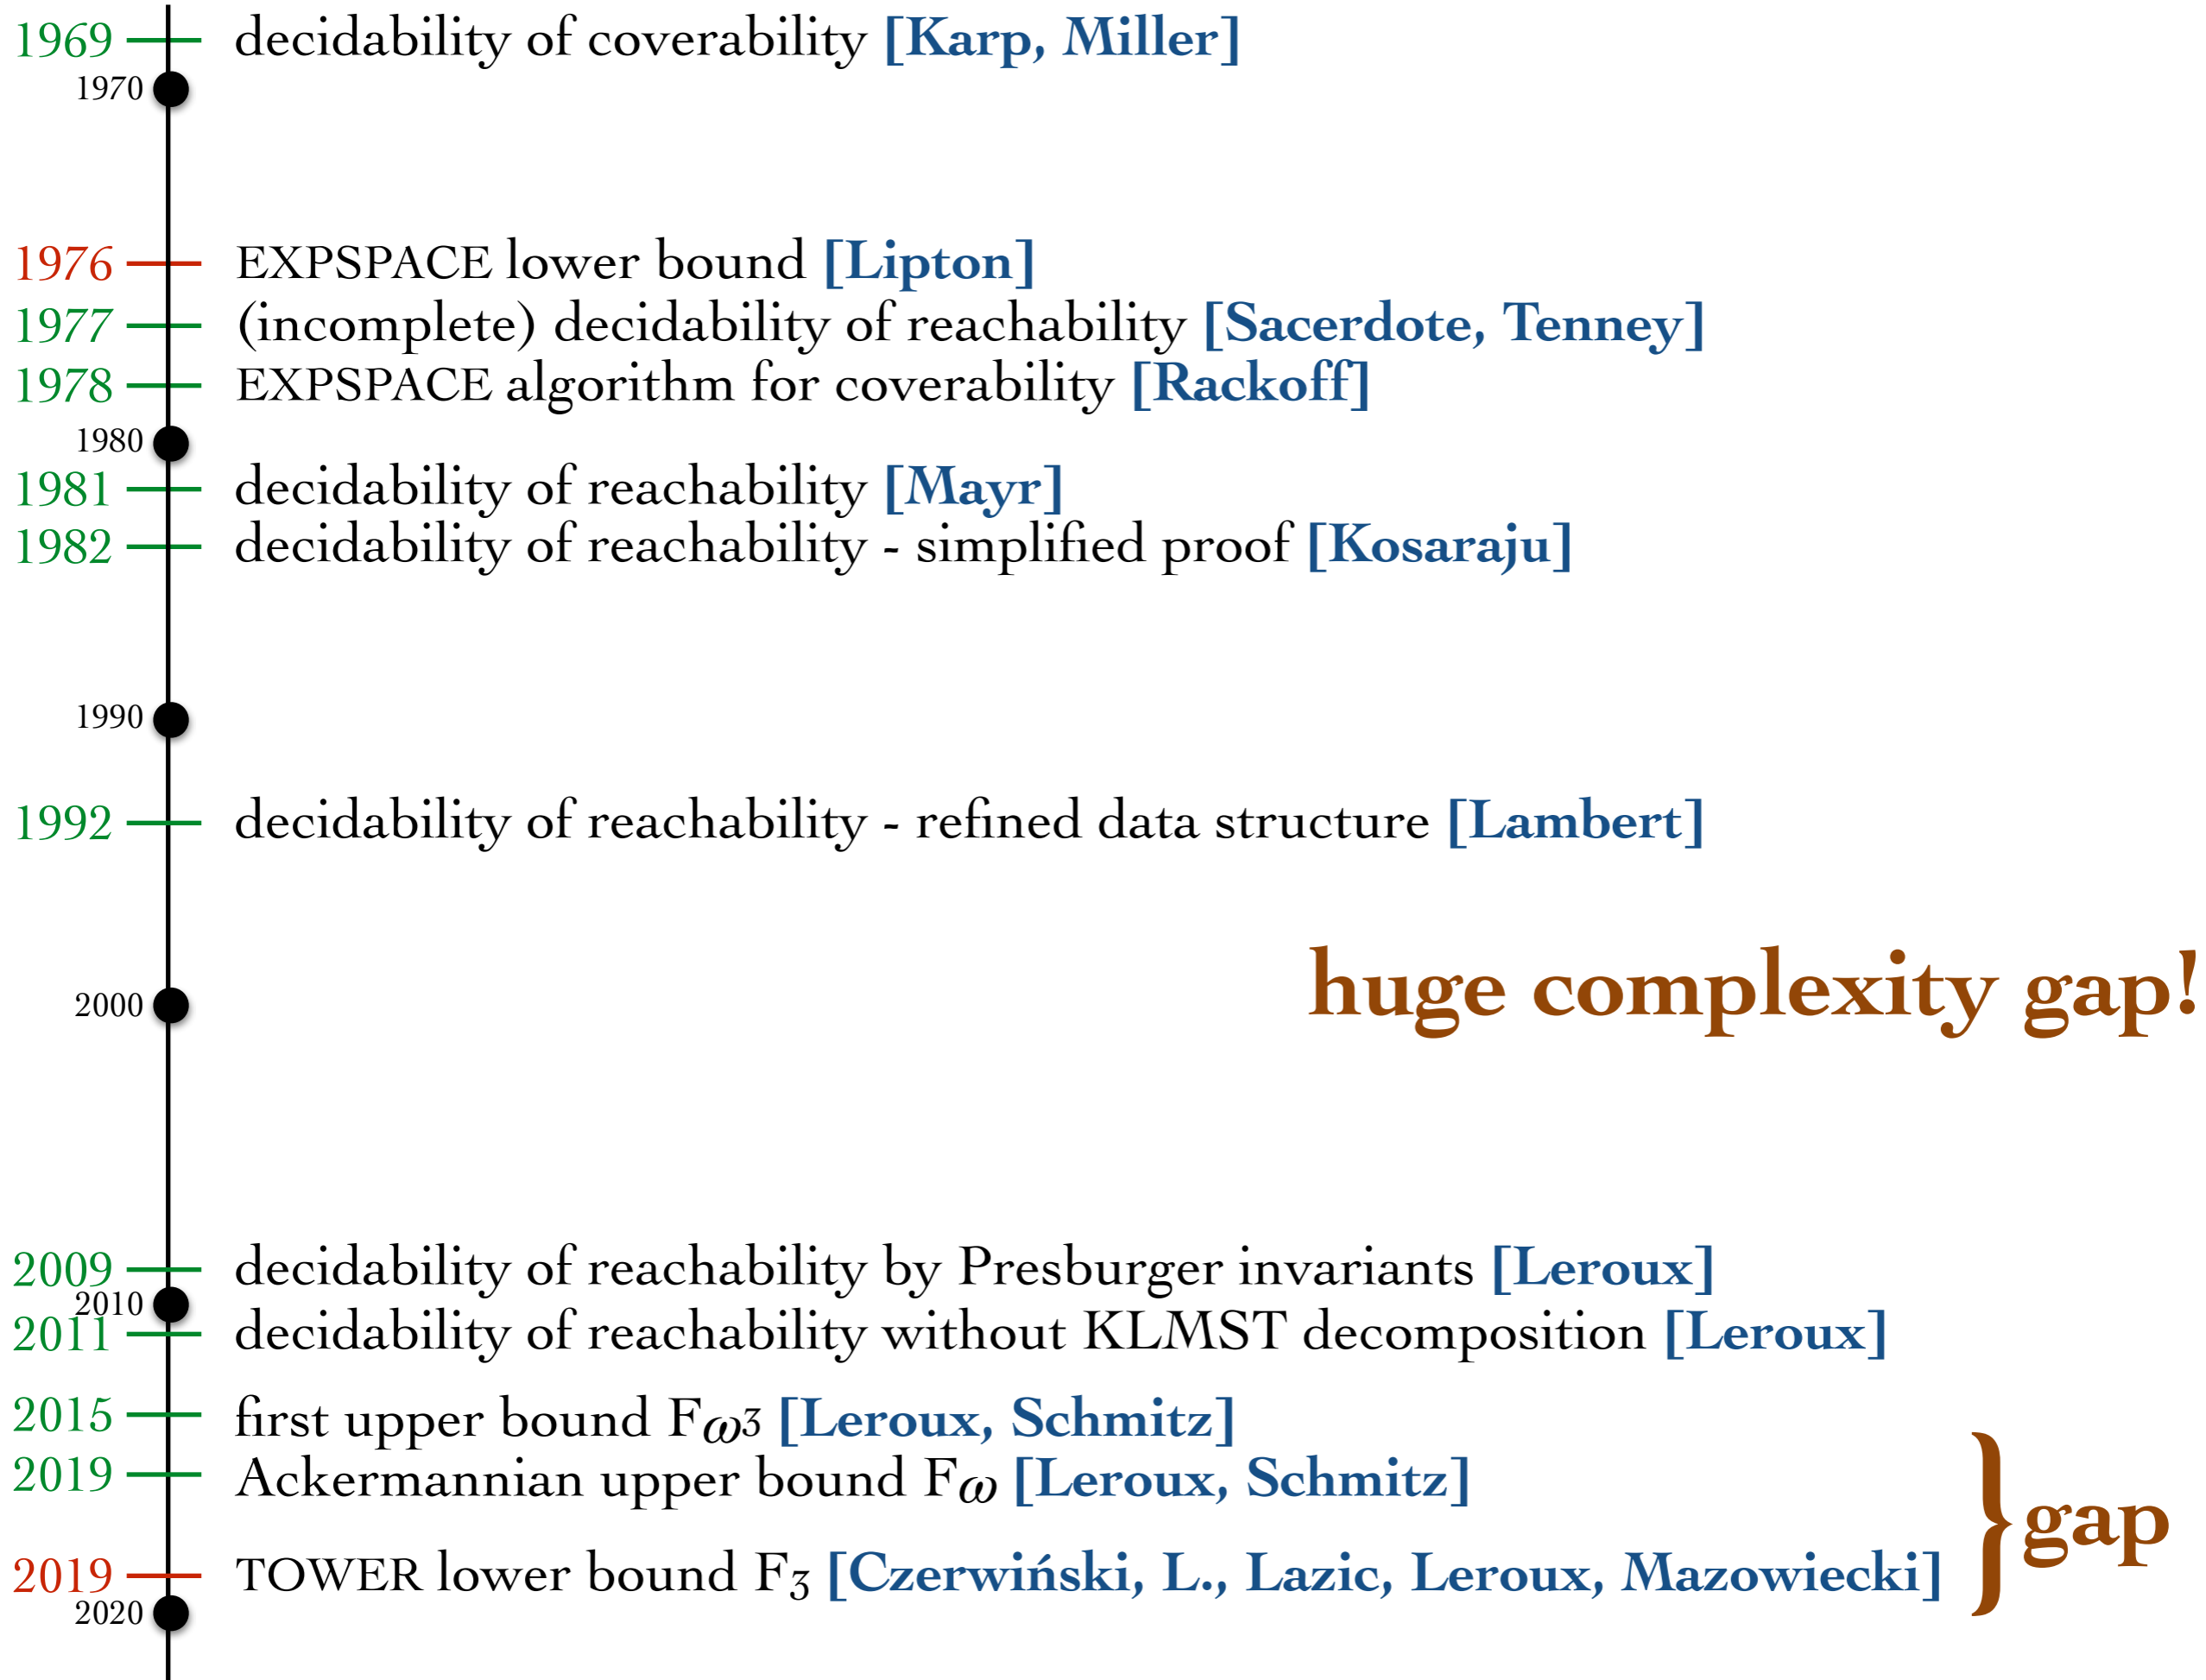 1969 decidability of coverability [Karp, Miller]
1970
1976 EXPSPACE lower bound [Lipton]
1977 (incomplete) decidability of reachability [Sacerdote, Tenney]
1978 EXPSPACE algorithm for coverability [Rackoff]
1980
1981 decidability of reachability [Mayr]
1982 decidability of reachability - simplified proof [Kosaraju]
1990
1992 decidability of reachability - refined data structure [Lambert]
huge complexity gap!
2000
2009 decidability of reachability by Presburger invariants [Leroux]
2010
2011 decidability of reachability without KLMST decomposition [Leroux]
2015 first upper bound Fω3 [Leroux, Schmitz]
2019 Ackermannian upper bound Fω [Leroux, Schmitz]
gap
2019 TOWER lower bound F3 [Czerwiński, L., Lazic, Leroux, Mazowiecki]
2020